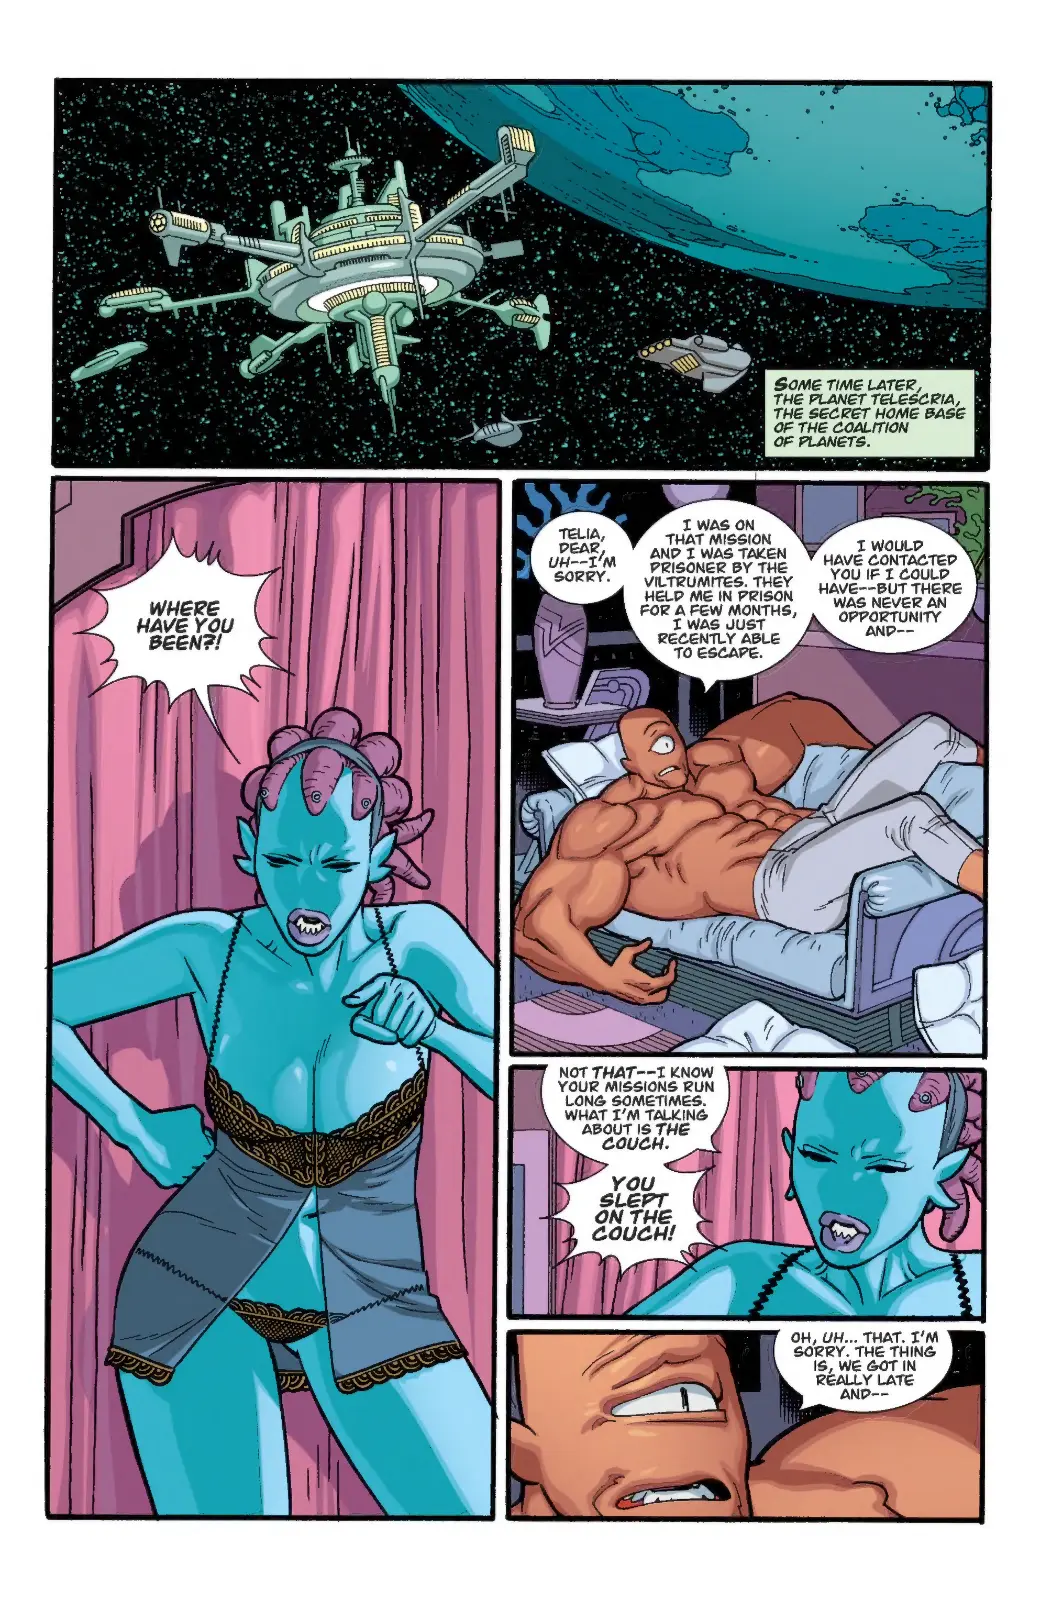 SOME TIME LATER,
THE PLANET TELESCRIA,
THE SECRET HOME BASE
OF THE COALITION
OF PLANETS.
WHERE
HAVE YOU
BEEN?!
TELIA,
DEAR,
UH--I'M
SORRY.
I WAS ON
THAT MISSION
AND I WAS TAKEN
PRISONER BY THE
VILTRUMITES. THEY
HELD ME IN PRISON
FOR A FEW MONTHS,
I WAS JUST
RECENTLY ABLE
TO ESCAPE.
I WOULD
HAVE CONTACTED
YOU IF I COULD
HAVE--BUT THERE
WAS NEVER AN
OPPORTUNITY
AND--
NOT THAT--I KNOW
YOUR MISSIONS RUN
LONG SOMETIMES.
WHAT I'M TALKING
ABOUT IS THE
COUCH.
YOU
SLEPT
ON THE
COUCH!
OH, UH... THAT. I'M
SORRY. THE THING
IS, WE GOT IN
REALLY LATE
AND--